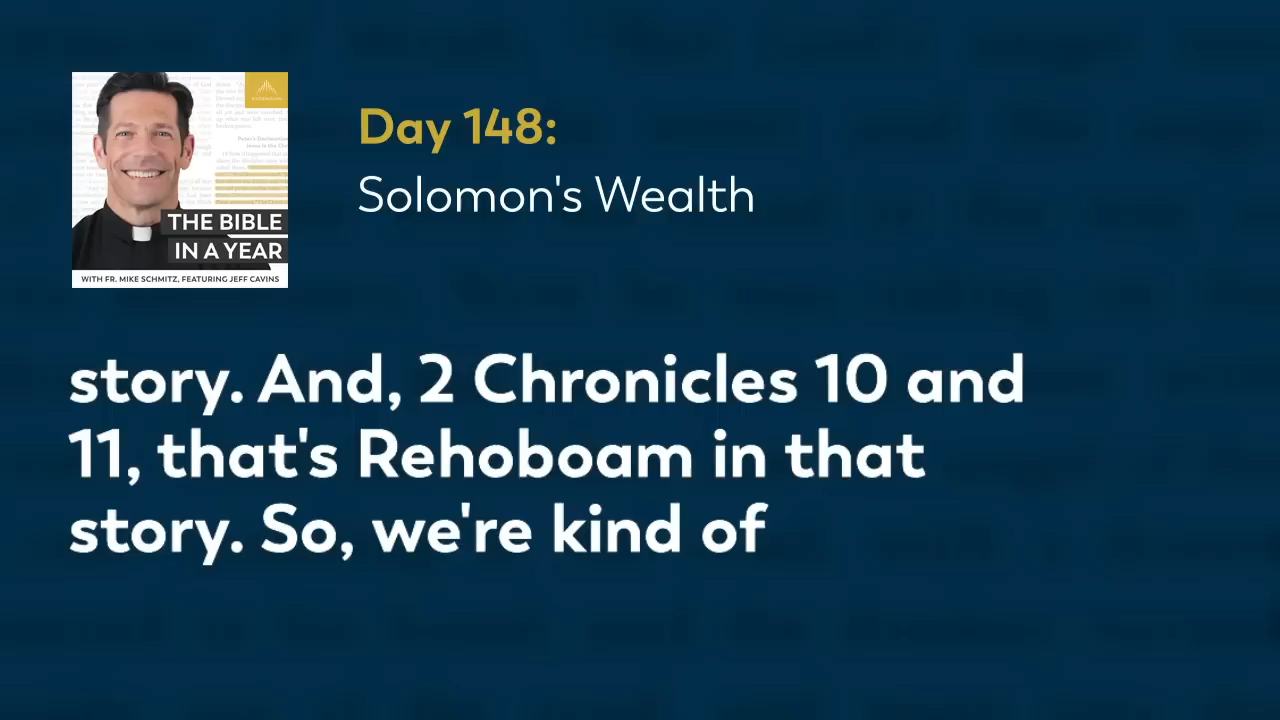 THE BIBLE
IN A YEAR
WITH FR. MIKE SCHMITZ, FEATURING JEFF CAVINS
Day 148:
Solomon's Wealth
story. And, 2 Chronicles 10 and
11, that's Rehoboam in that
story. So, we're kind of